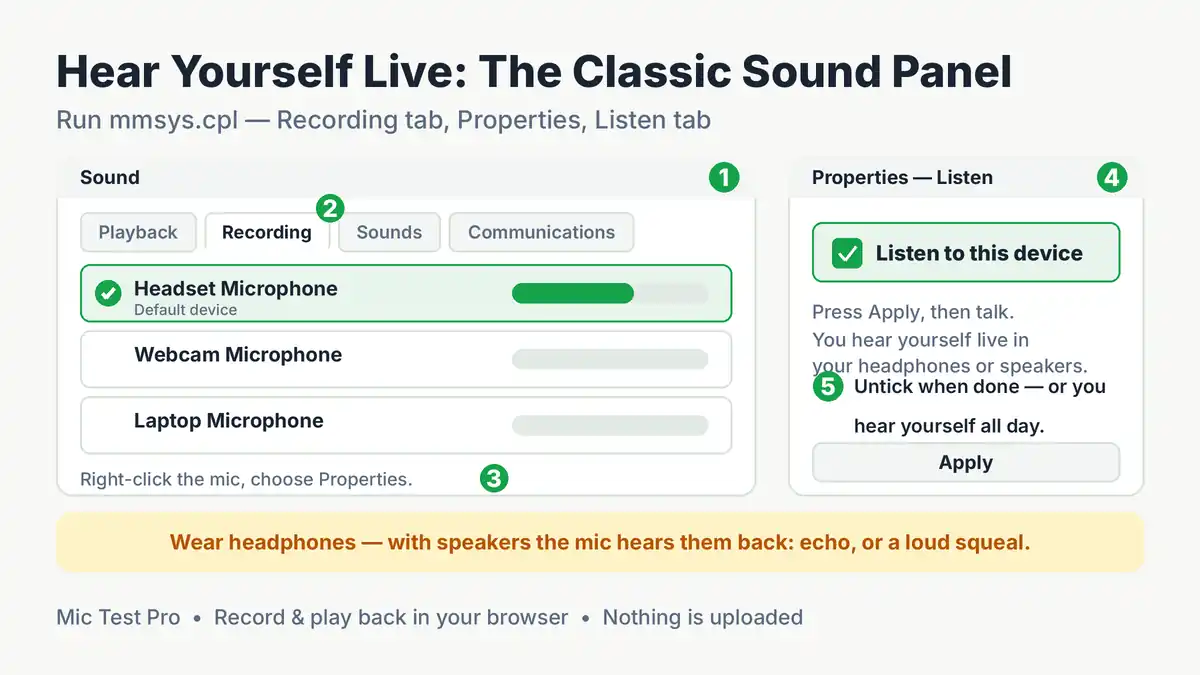 Hear Yourself Live: The Classic Sound Panel
Run mmsys.cpl — Recording tab, Properties, Listen tab
Sound
1
2
Playback
Recording
Sounds
Communications
Headset Microphone
Default device
Webcam Microphone
Laptop Microphone
Right-click the mic, choose Properties.
3
Properties — Listen
4
Listen to this device
Press Apply, then talk.
You hear yourself live in
your headphones or speakers.
5 Untick when done — or you
hear yourself all day.
Apply
Wear headphones — with speakers the mic hears them back: echo, or a loud squeal.
Mic Test Pro • Record & play back in your browser • Nothing is uploaded